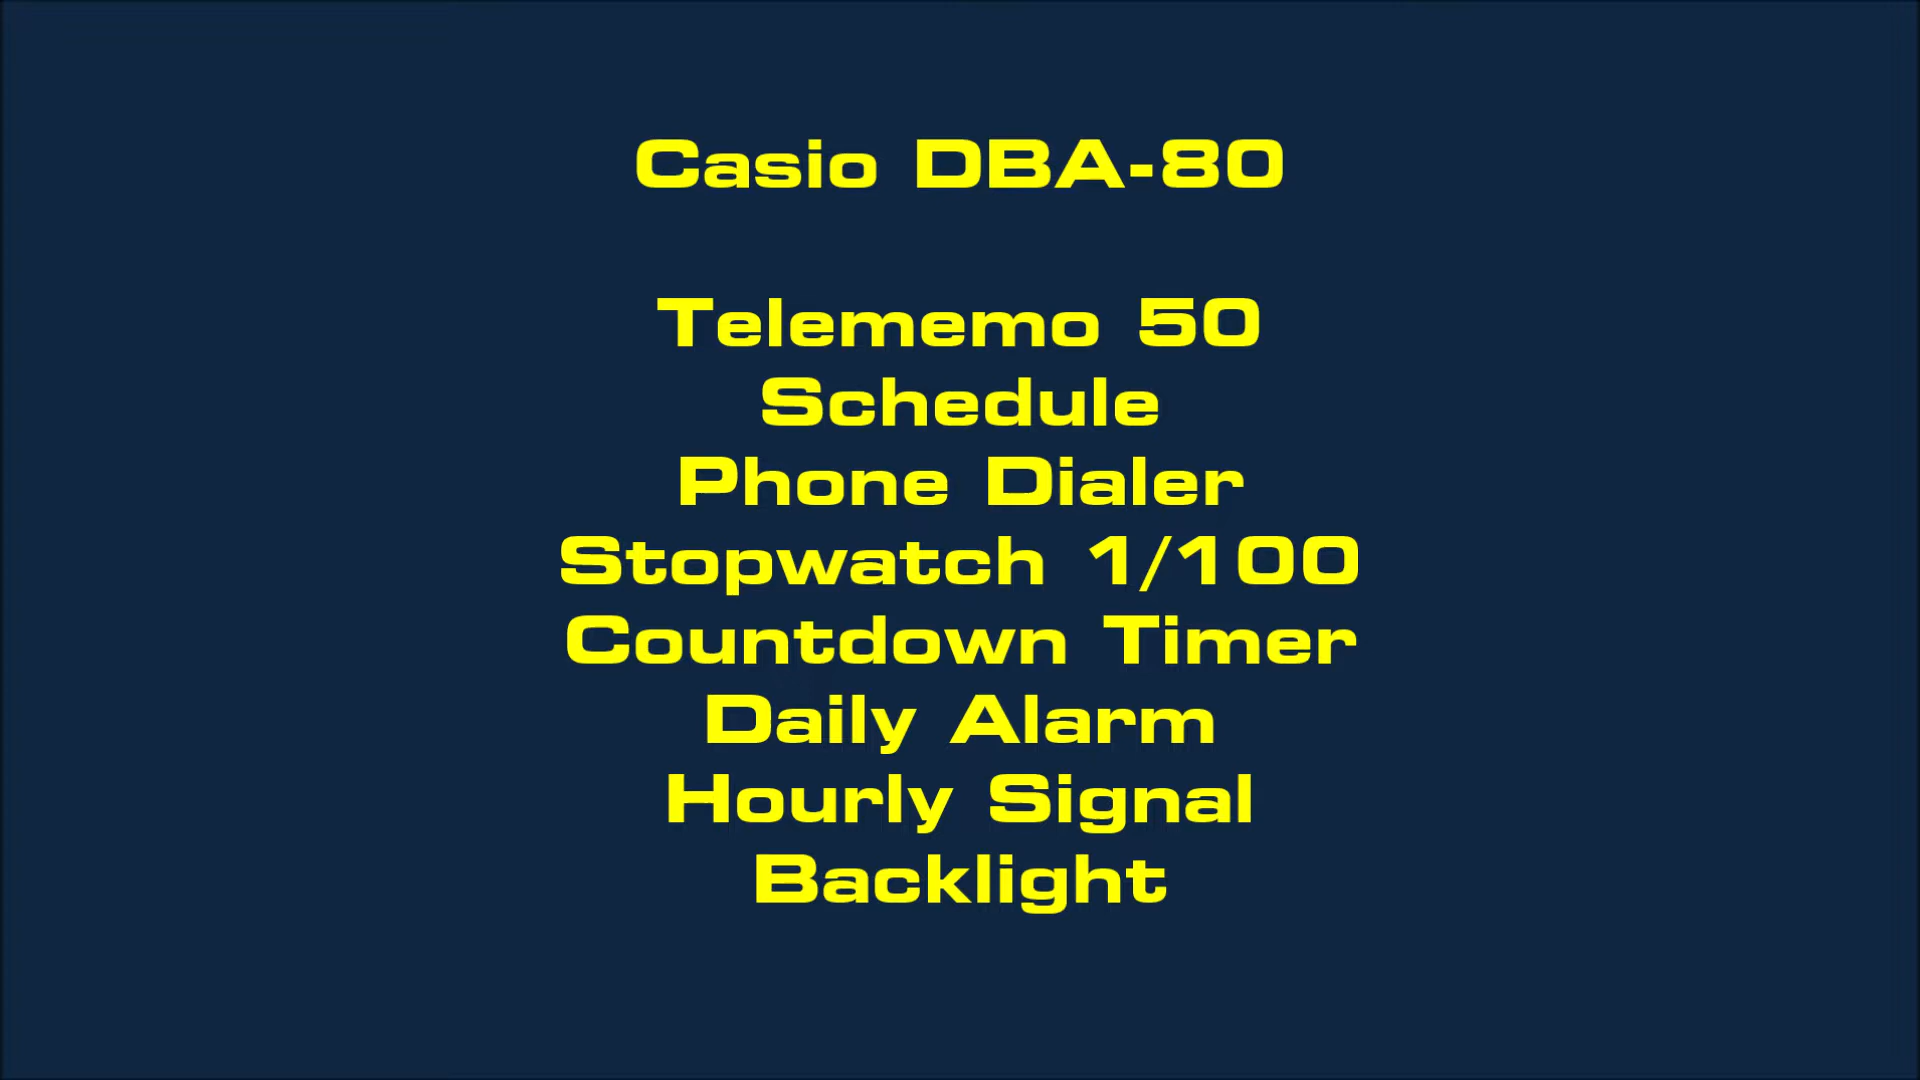 Casio DBA-80
Telememo 50
Schedule
Phone Dialer
Stopwatch 1/100
Countdown Timer
Daily Alarm
Hourly Signal
Backlight